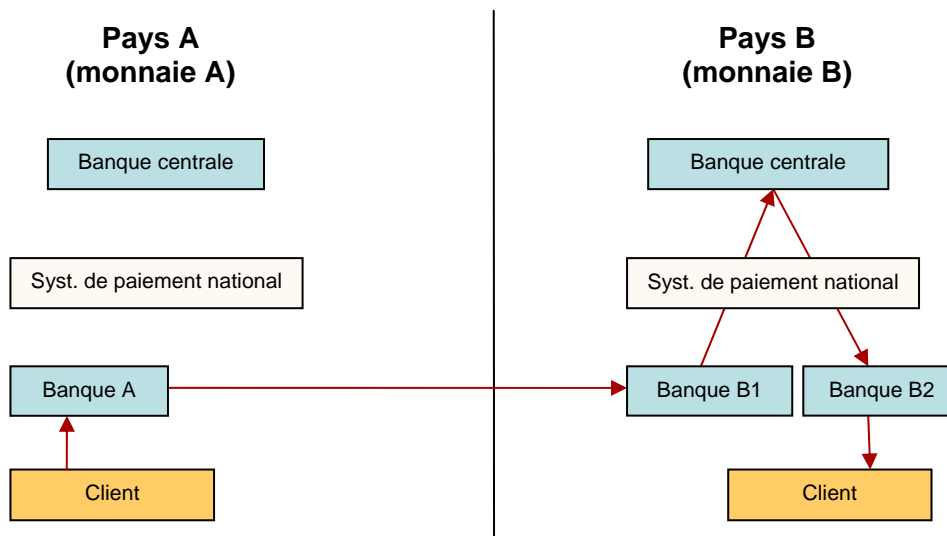 Pays A
(monnaie A)
Pays B
(monnaie B)
Banque centrale
Banque centrale
Syst. de paiement national
Syst. de paiement national
Banque A
Banque B1
Banque B2
Client
Client